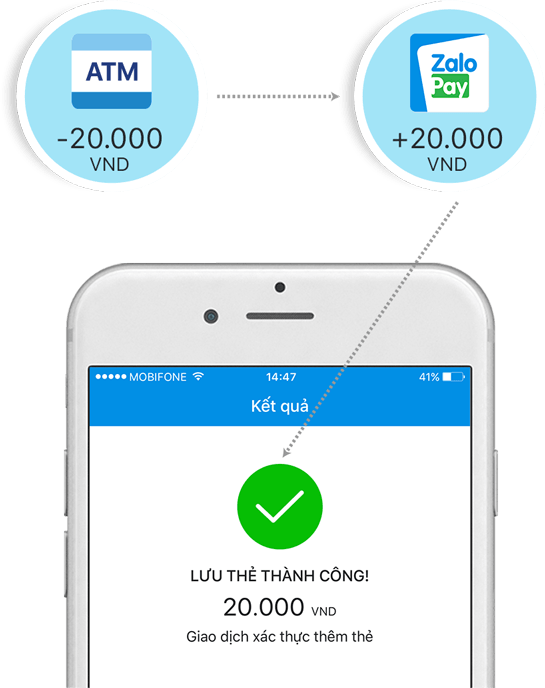 ATM
-20.000
VND
Zalo
Pay
+20.000
VND
MOBIFONE 14:47 41%
Kết quả
LƯU THẺ THÀNH CÔNG!
20.000 VND
Giao dịch xác thực thêm thẻ